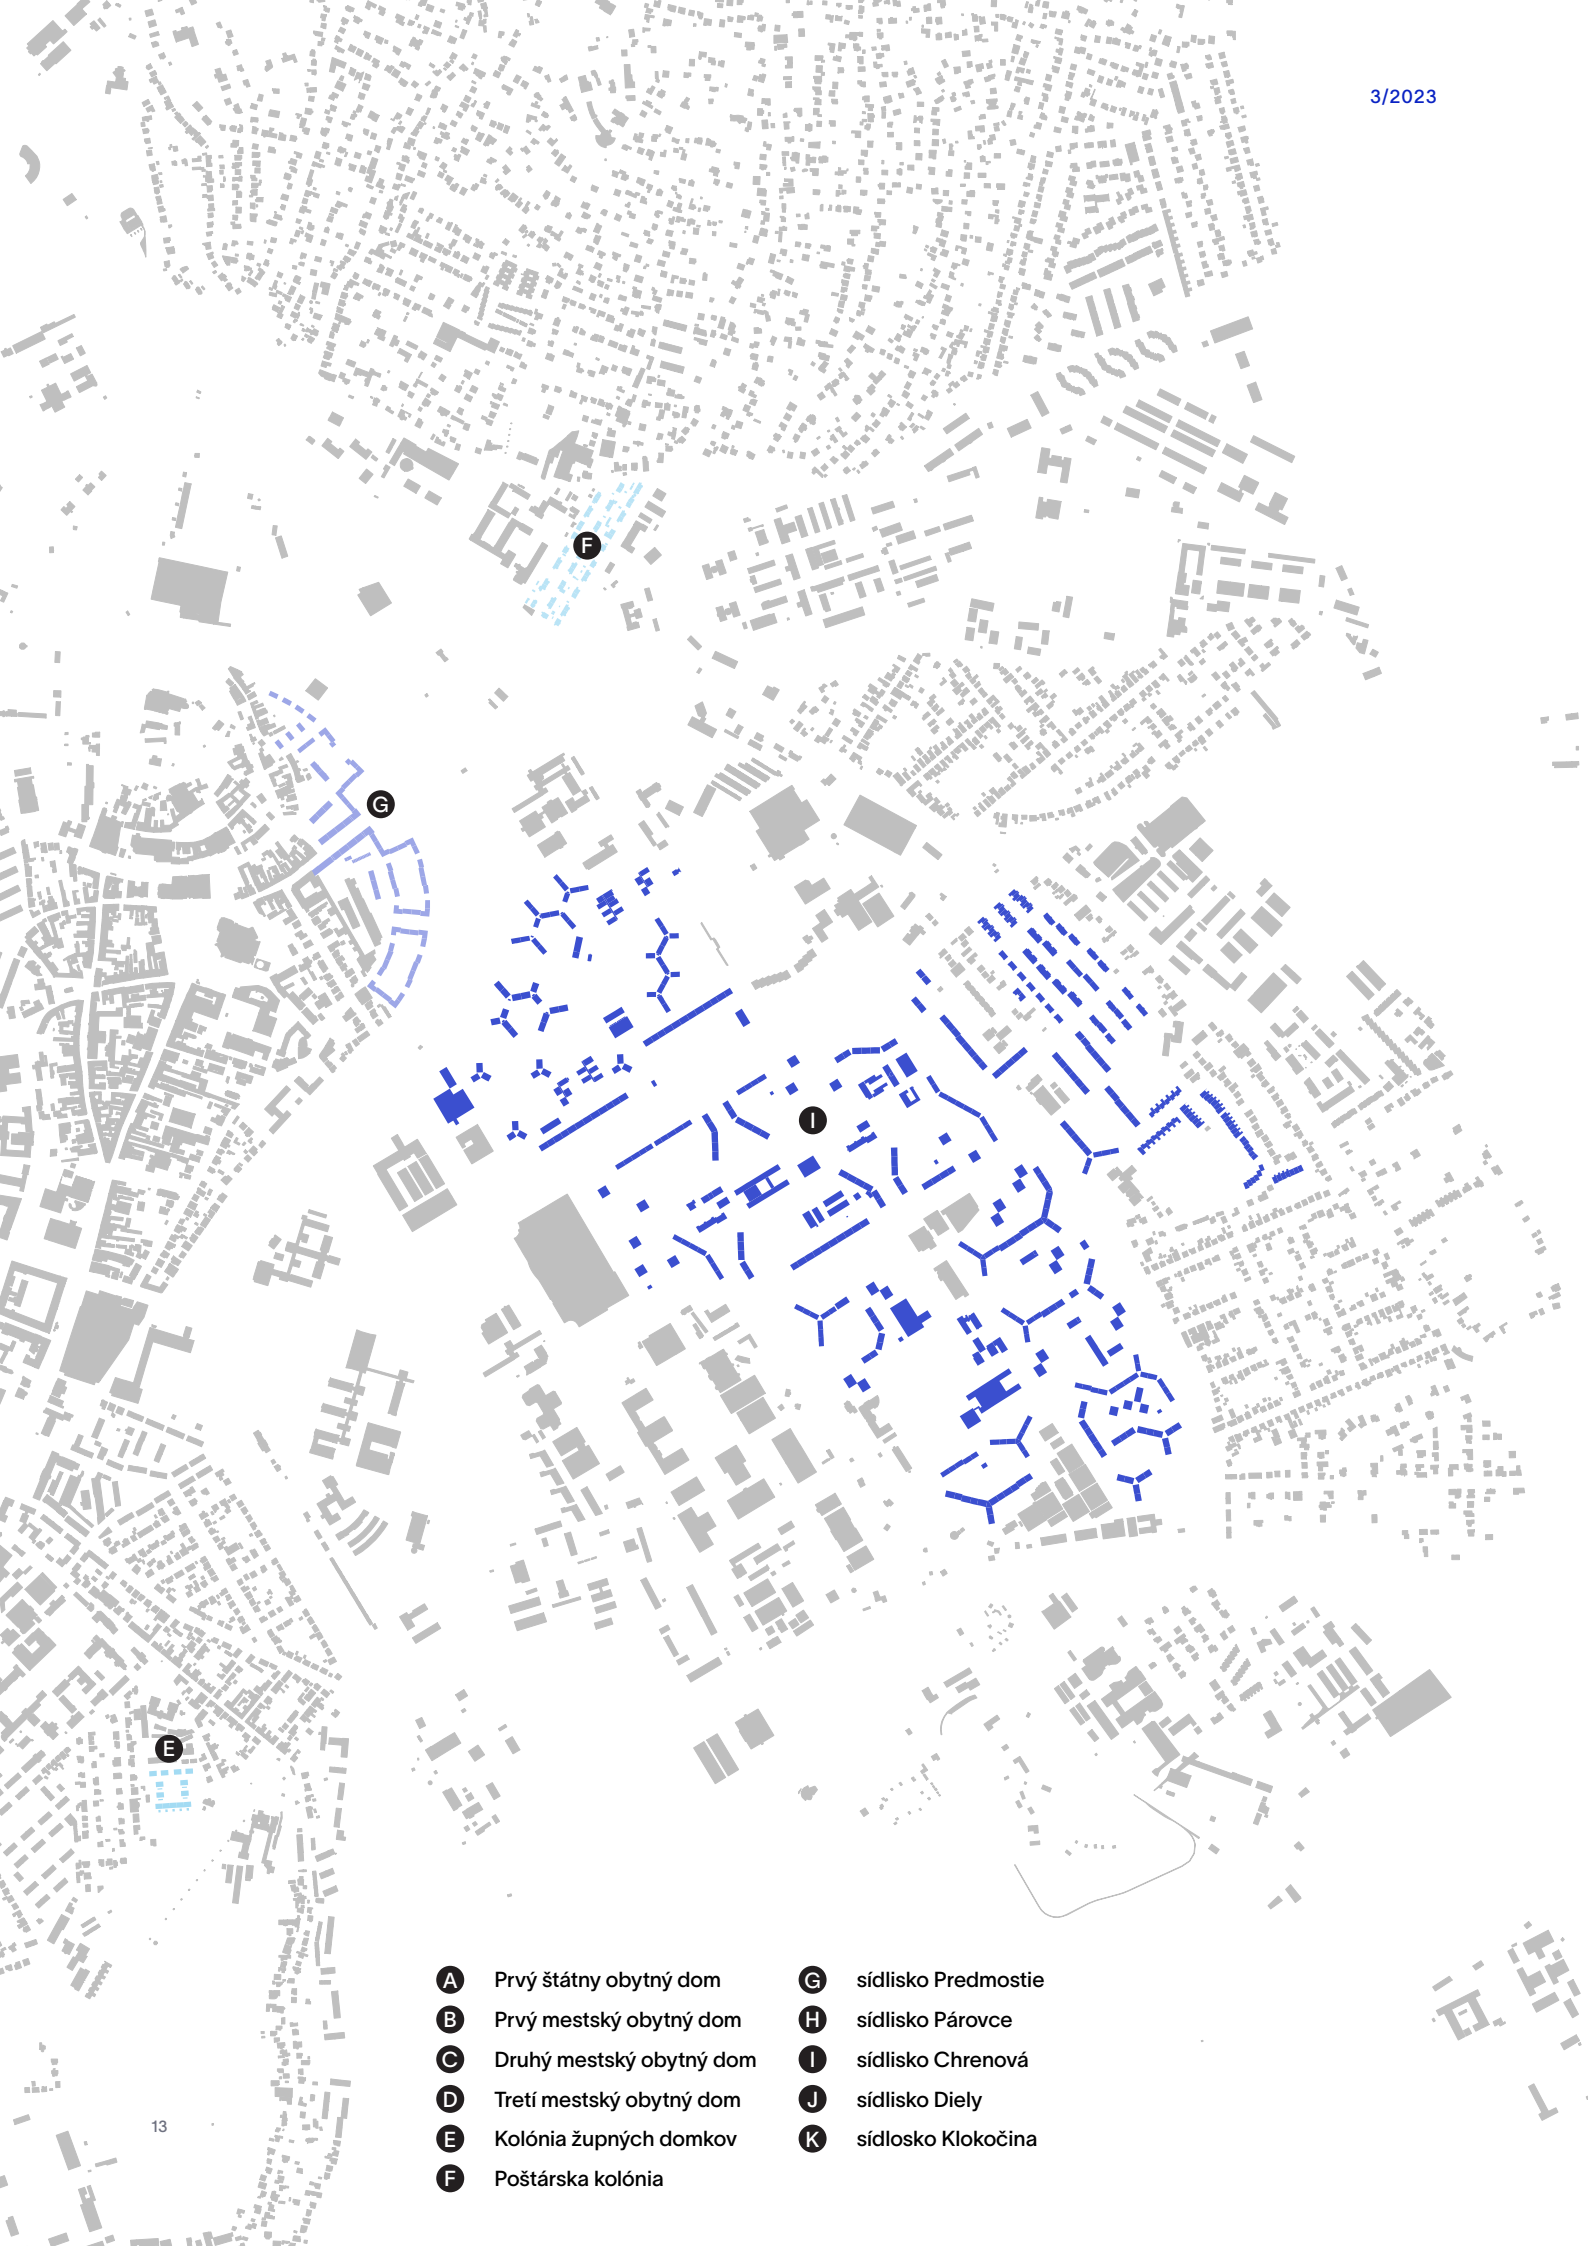 3/2023
F
G
I
E
A Prvý štátny obytný dom
B Prvý mestský obytný dom
C Druhý mestský obytný dom
D Tretí mestský obytný dom
E Kolónia župných domkov
F Poštárska kolónia
G sídlisko Predmostie
H sídlisko Párovce
I sídlisko Chrenová
J sídlisko Diely
K sídlosko Klokočina
13